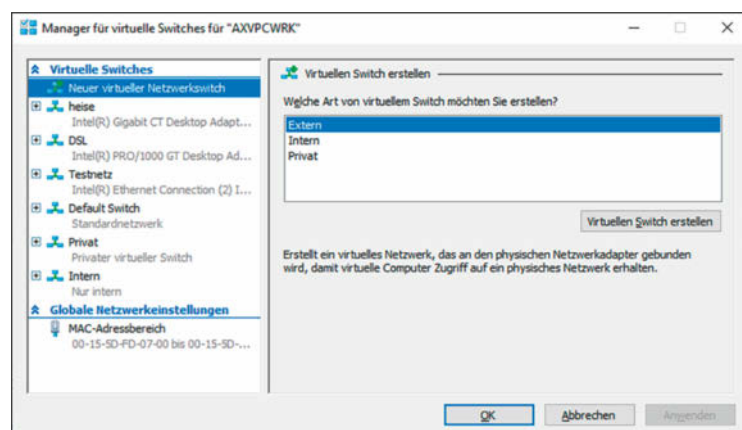 Manager für virtuelle Switches für "AXVPCWRK"
Virtuelle Switches
Neuer virtueller Netzwerkswitch
heise
Intel(R) Gigabit CT Desktop Adapt...
DSL
Intel(R) PRO/1000 GT Desktop Ad...
Testnetz
Intel(R) Ethernet Connection (2) I...
Default Switch
Standardnetzwerk
Privat
Privater virtueller Switch
Intern
Nur intern
Globale Netzwerkeinstellungen
MAC-Adressbereich
00-15-5D-FD-07-00 bis 00-15-5D-...
Virtuellen Switch erstellen
Welche Art von virtuellem Switch möchten Sie erstellen?
Extern
Intern
Privat
Virtuellen Switch erstellen
Erstellt ein virtuelles Netzwerk, das an den physischen Netzwerkadapter gebunden
wird, damit virtuelle Computer Zugriff auf ein physisches Netzwerk erhalten.
OK
Abbrechen
Anwenden